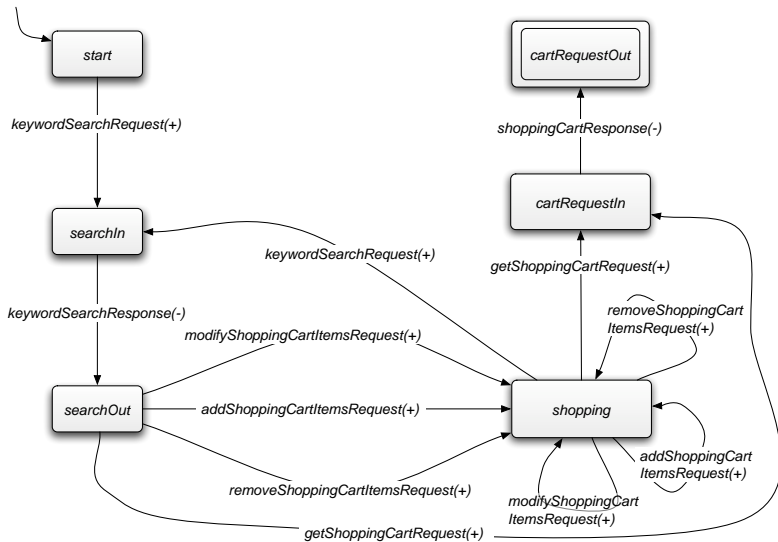 start
cartRequestOut
keywordSearchRequest(+)
shoppingCartResponse(-)
cartRequestIn
searchIn
keywordSearchRequest(+)
getShoppingCartRequest(+)
keywordSearchResponse(-)
removeShoppingCart
ItemsRequest(+)
modifyShoppingCartItemsRequest(+)
searchOut
addShoppingCartItemsRequest(+)
shopping
addShoppingCart
ItemsRequest(+)
removeShoppingCartItemsRequest(+)
modifyShoppingCart
ItemsRequest(+)
getShoppingCartRequest(+)